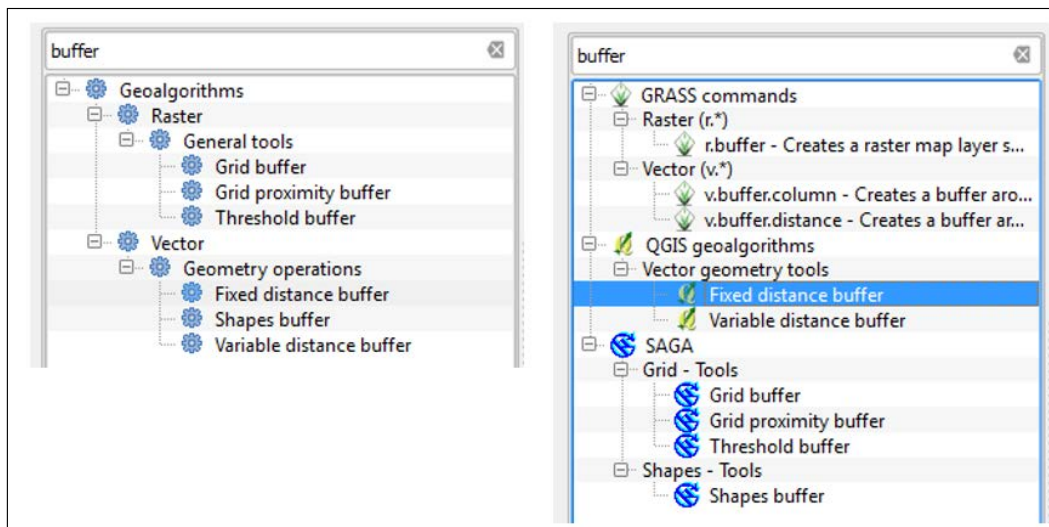 buffer
Geoalgorithms
Raster
General tools
Grid buffer
Grid proximity buffer
Threshold buffer
Vector
Geometry operations
Fixed distance buffer
Shapes buffer
Variable distance buffer
buffer
GRASS commands
Raster (r.*)
r.buffer - Creates a raster map layer s...
Vector (v.*)
v.buffer.column - Creates a buffer aro...
v.buffer.distance - Creates a buffer ar...
QGIS geoalgorithms
Vector geometry tools
Fixed distance buffer
Variable distance buffer
SAGA
Grid - Tools
Grid buffer
Grid proximity buffer
Threshold buffer
Shapes - Tools
Shapes buffer